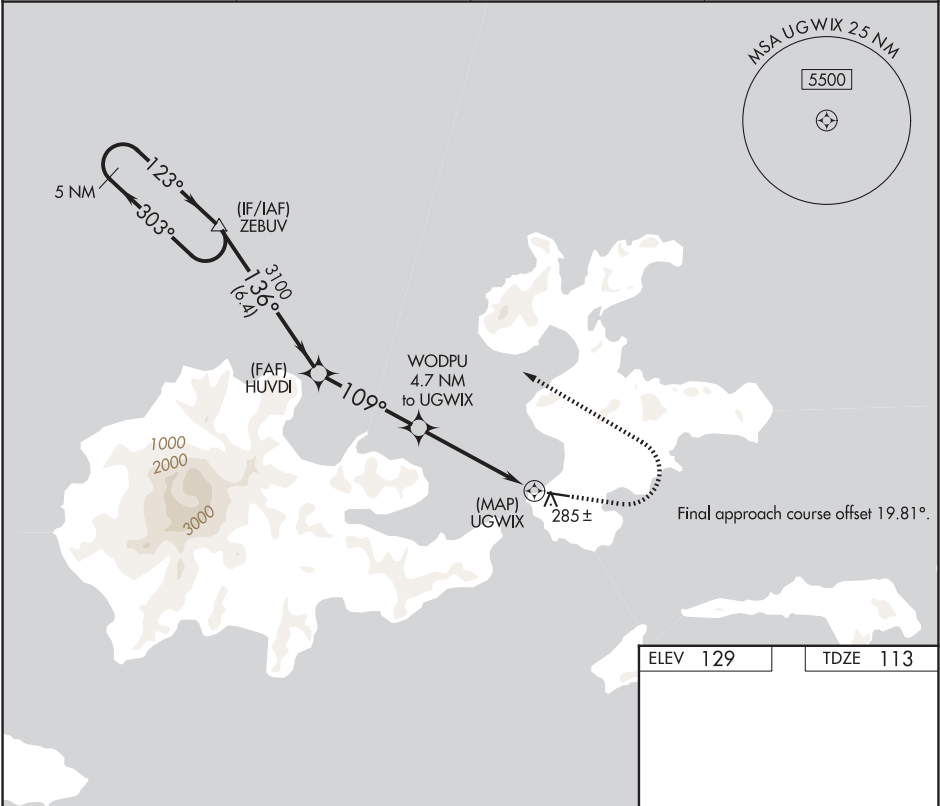 MSA UGWIX 25 NM
5500
123°
5 NM
303°
(IF/IAF)
ZEBUV
3100
136°
(6.4)
(FAF)
HUVDI
109°
WODPU
4.7 NM
to UGWIX
1000
2000
3000
(MAP)
UGWIX
285 ±
Final approach course offset 19.81°.
ELEV 129
TDZE 113